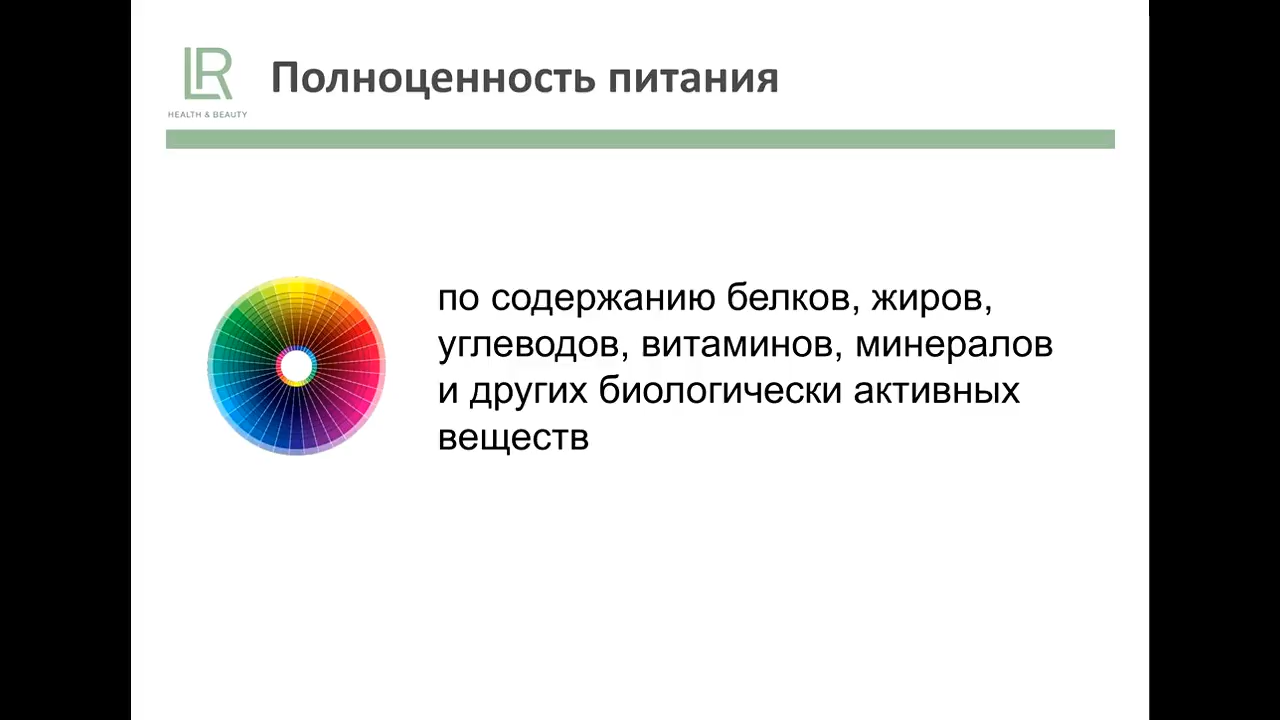 LR
HEALTH & BEAUTY
Полноценность питания
по содержанию белков, жиров,
углеводов, витаминов, минералов
и других биологически активных
веществ